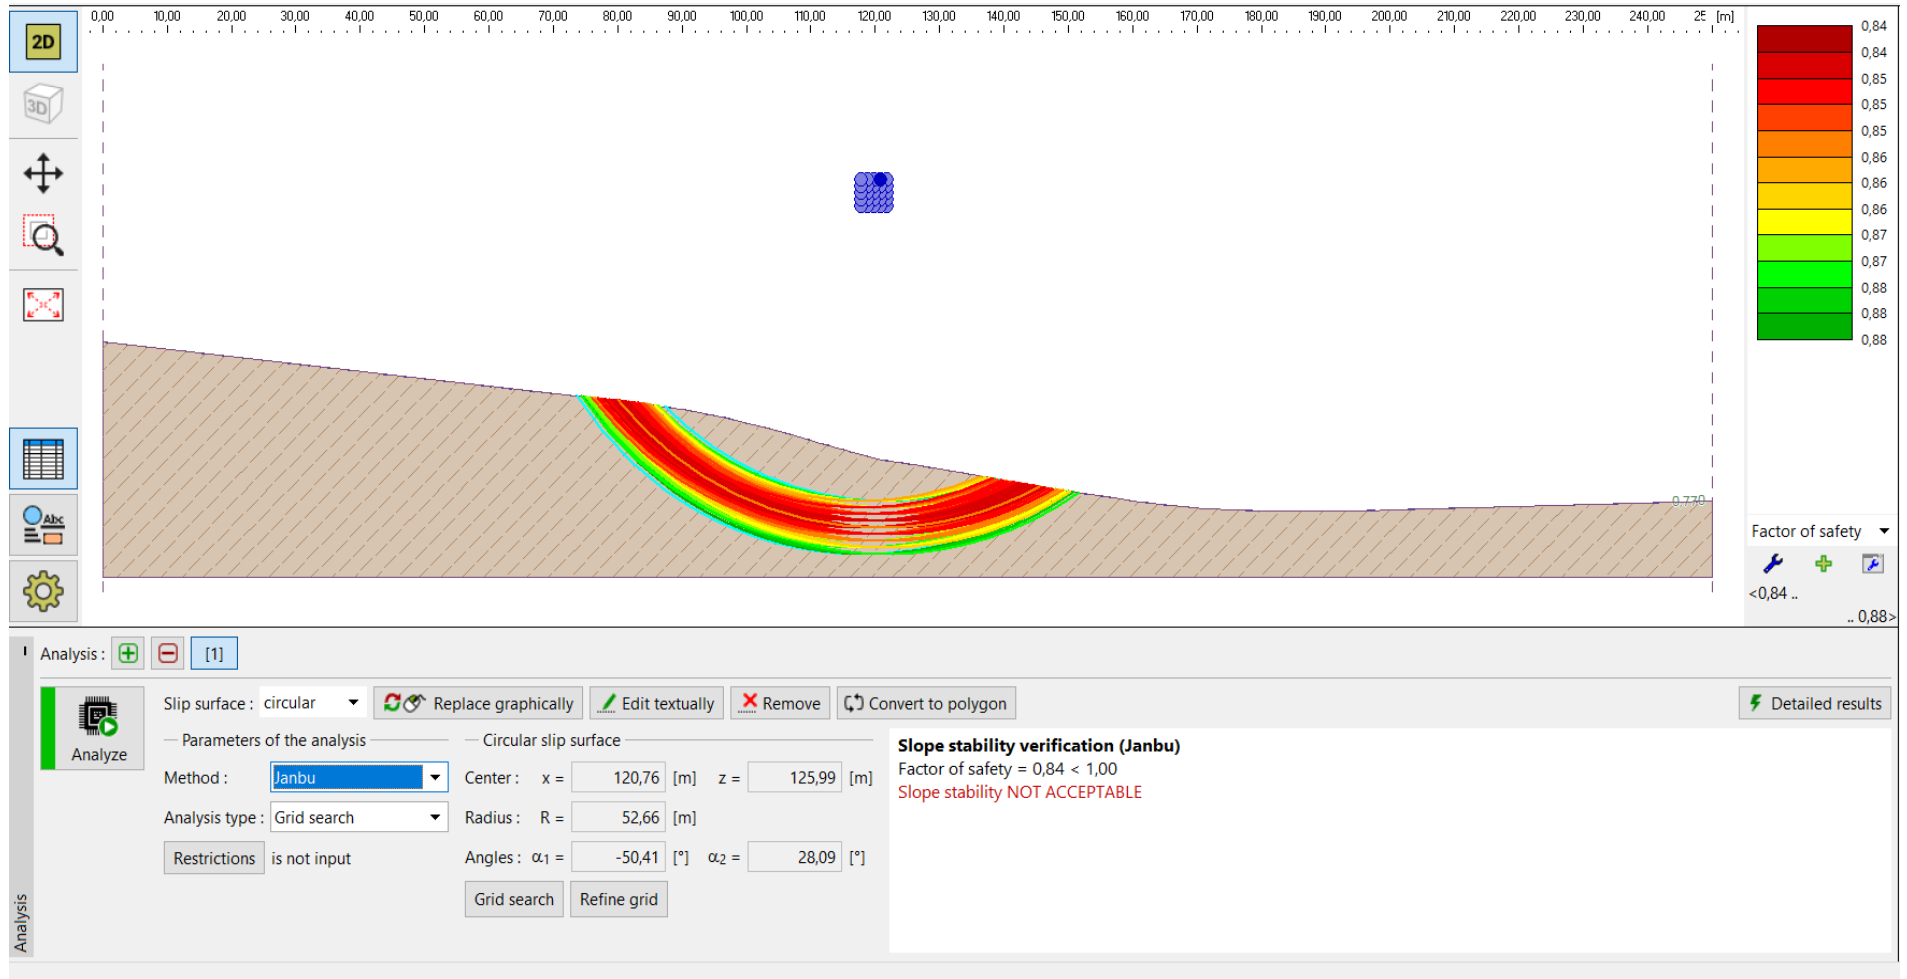 0,00 10,00 20,00 30,00 40,00 50,00 60,00 70,00 80,00 90,00 100,00 110,00 120,00 130,00 140,00 150,00 160,00 170,00 180,00 190,00 200,00 210,00 220,00 230,00 240,00 25 [m]
2D
3D
Abc
0,84
0,84
0,85
0,85
0,85
0,86
0,86
0,86
0,87
0,87
0,88
0,88
0,88
0,770
Factor of safety
<0,84 ..
.. 0,88>
Analysis : [1]
Analyze
Slip surface : circular Replace graphically Edit textually Remove Convert to polygon Detailed results
Parameters of the analysis Circular slip surface
Method : Janbu Center : x = 120,76 [m] z = 125,99 [m]
Analysis type : Grid search Radius : R = 52,66 [m]
Restrictions is not input Angles : α1 = -50,41 [°] α2 = 28,09 [°]
Grid search Refine grid
Slope stability verification (Janbu)
Factor of safety = 0,84 < 1,00
Slope stability NOT ACCEPTABLE
Analysis